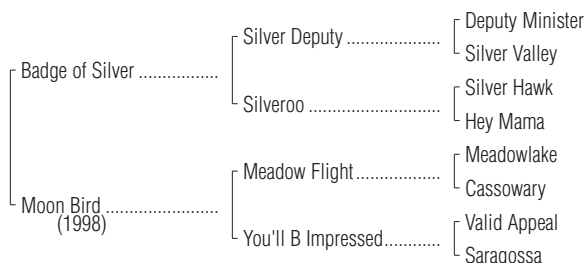 Deputy Minister
Silver Deputy ....................
Silver Valley
Badge of Silver .................
Silver Hawk
Silveroo ............................
Hey Mama
Meadowlake
Meadow Flight .................
Cassowary
Moon Bird ........................
(1998)
Valid Appeal
You'll B Impressed............
Saragossa